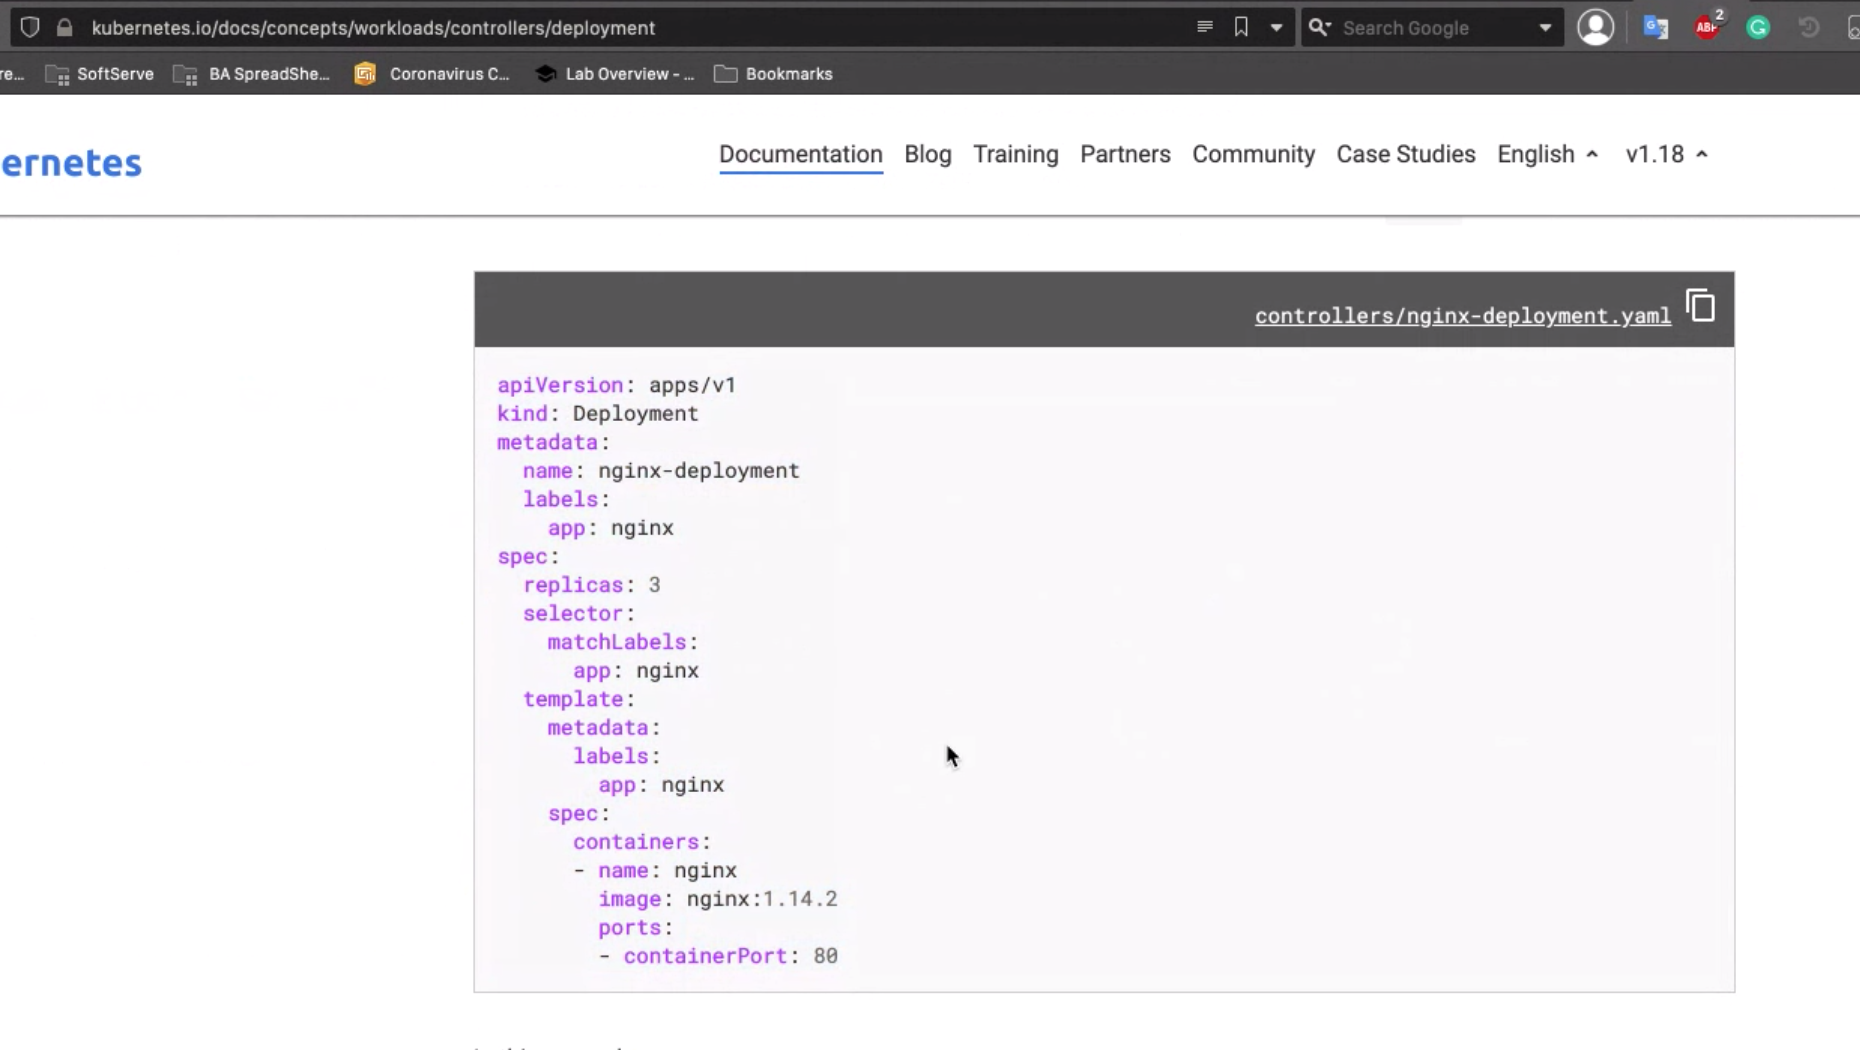 kubernetes.io/docs/concepts/workloads/controllers/deployment
Search Google
ABP
2
G
re...
SoftServe
BA SpreadShe...
Coronavirus C...
Lab Overview - ...
Bookmarks
ernetes
Documentation
Blog
Training
Partners
Community
Case Studies
English
v1.18
controllers/nginx-deployment.yaml
apiVersion: apps/v1
kind: Deployment
metadata:
  name: nginx-deployment
  labels:
    app: nginx
spec:
  replicas: 3
  selector:
    matchLabels:
      app: nginx
  template:
    metadata:
      labels:
        app: nginx
    spec:
      containers:
      - name: nginx
        image: nginx:1.14.2
        ports:
        - containerPort: 80